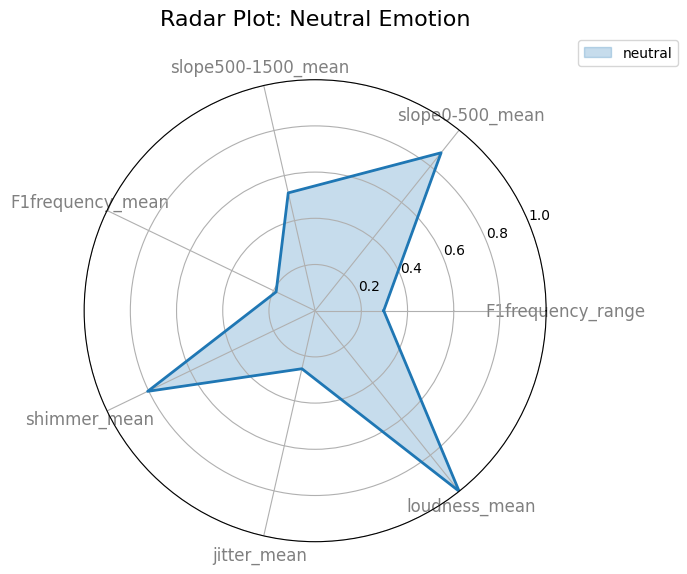 Radar Plot: Neutral Emotion
neutral
slope500-1500_mean
slope0-500_mean
F1frequency_mean
1.0
0.8
0.6
0.4
0.2
F1frequency_range
shimmer_mean
loudness_mean
jitter_mean